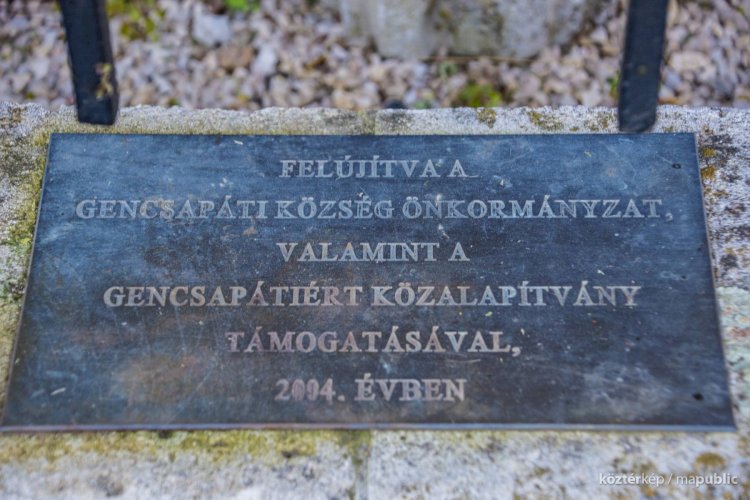 FELÚJÍTVA A
GENCSAPÁTI KÖZSÉG ÖNKORMÁNYZAT,
VALAMINT A
GENCSAPÁTIÉRT KÖZALAPÍTVÁNY
TÁMOGATÁSÁVAL,
2004. ÉVBEN
köztérkép / mapublic